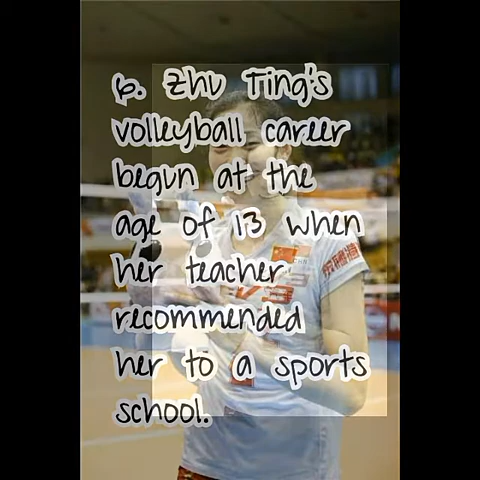 6. Zhu Ting's
volleyball career
begun at the
age of 13 when
her teacher
recommended
her to a sports
school.